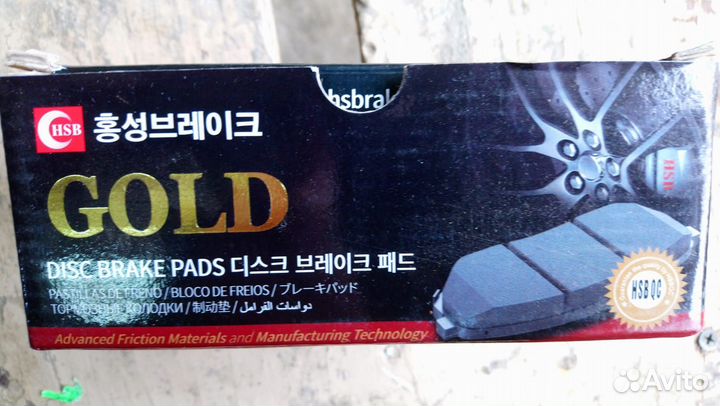 hsbrak
HSB 홍성브레이크
GOLD
DISC BRAKE PADS 디스크 브레이크 패드
PASTILLAS DE FRENO / BLOCO DE FREIOS / ブレーキパッド
ТОРМОЗНЫЕ КОЛОДКИ / 制动垫 / دواسات الفرامل
Advanced Friction Materials and Manufacturing Technology
HSB
HSB QC
Avito